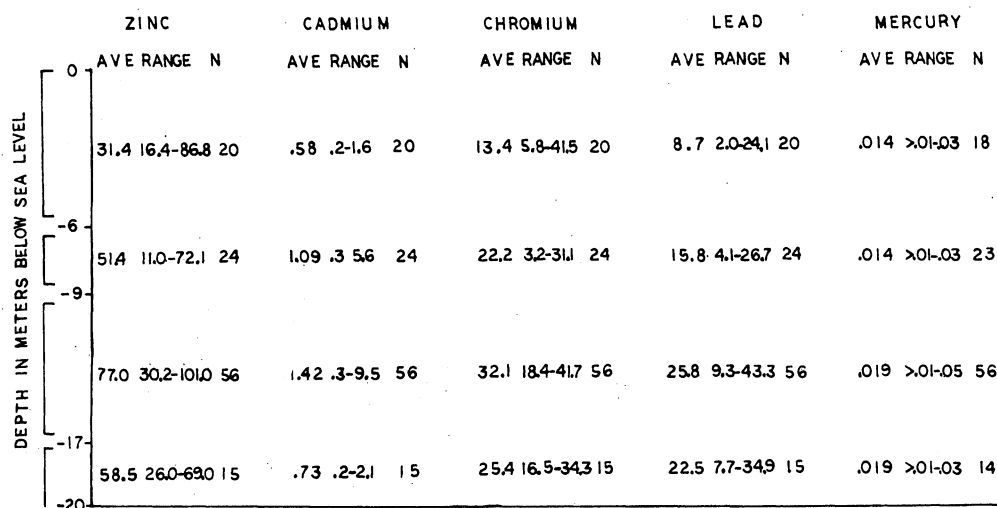 ZINC CADMIUM CHROMIUM LEAD MERCURY
AVE RANGE N AVE RANGE N AVE RANGE N AVE RANGE N AVE RANGE N
0
31.4 16.4-86.8 20 .58 .2-1.6 20 13.4 5.8-41.5 20 8.7 2.0-24.1 20 .014 >.01-.03 18
-6
51.4 11.0-72.1 24 1.09 .3 5.6 24 22.2 3.2-31.1 24 15.8 4.1-26.7 24 .014 >.01-.03 23
-9
77.0 30.2-101.0 56 1.42 .3-9.5 56 32.1 18.4-41.7 56 25.8 9.3-43.3 56 .019 >.01-.05 56
-17
58.5 26.0-69.0 15 .73 .2-2.1 15 25.4 16.5-34.3 15 22.5 7.7-34.9 15 .019 >.01-.03 14
-20
DEPTH IN METERS BELOW SEA LEVEL